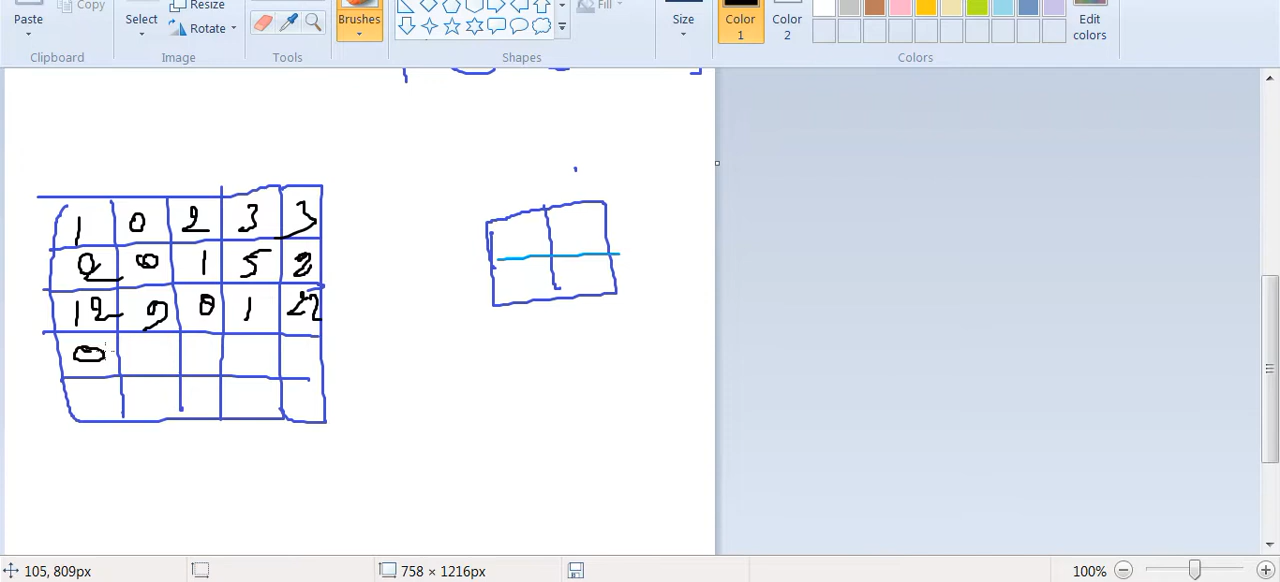 Copy Resize Fill
Paste Select Rotate Brushes Size Color 1 Color 2 Edit colors
Clipboard Image Tools Shapes Colors
1 0 2 3 3
0 0 1 5 2
12 9 0 1 22
0
105, 809px 758 × 1216px 100%